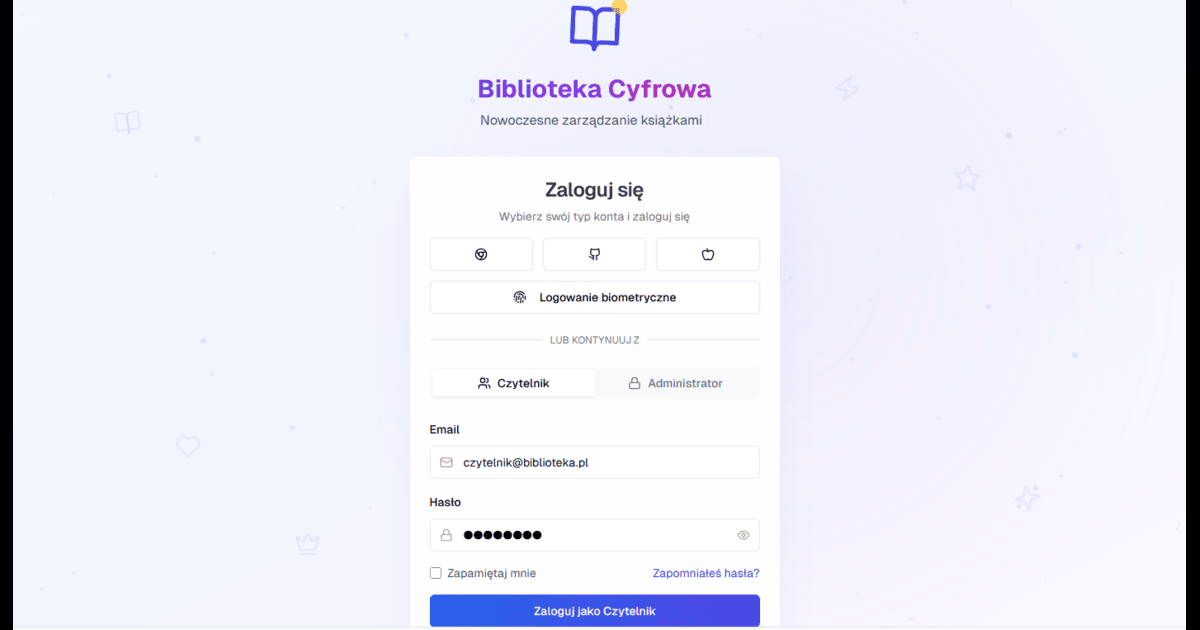 Biblioteka Cyfrowa
Nowoczesne zarządzanie książkami
Zaloguj się
Wybierz swój typ konta i zaloguj się
Logowanie biometryczne
LUB KONTYNUUJ Z
Czytelnik
Administrator
Email
czytelnik@biblioteka.pl
Hasło
●●●●●●●●
Zapamiętaj mnie
Zapomniałeś hasła?
Zaloguj jako Czytelnik